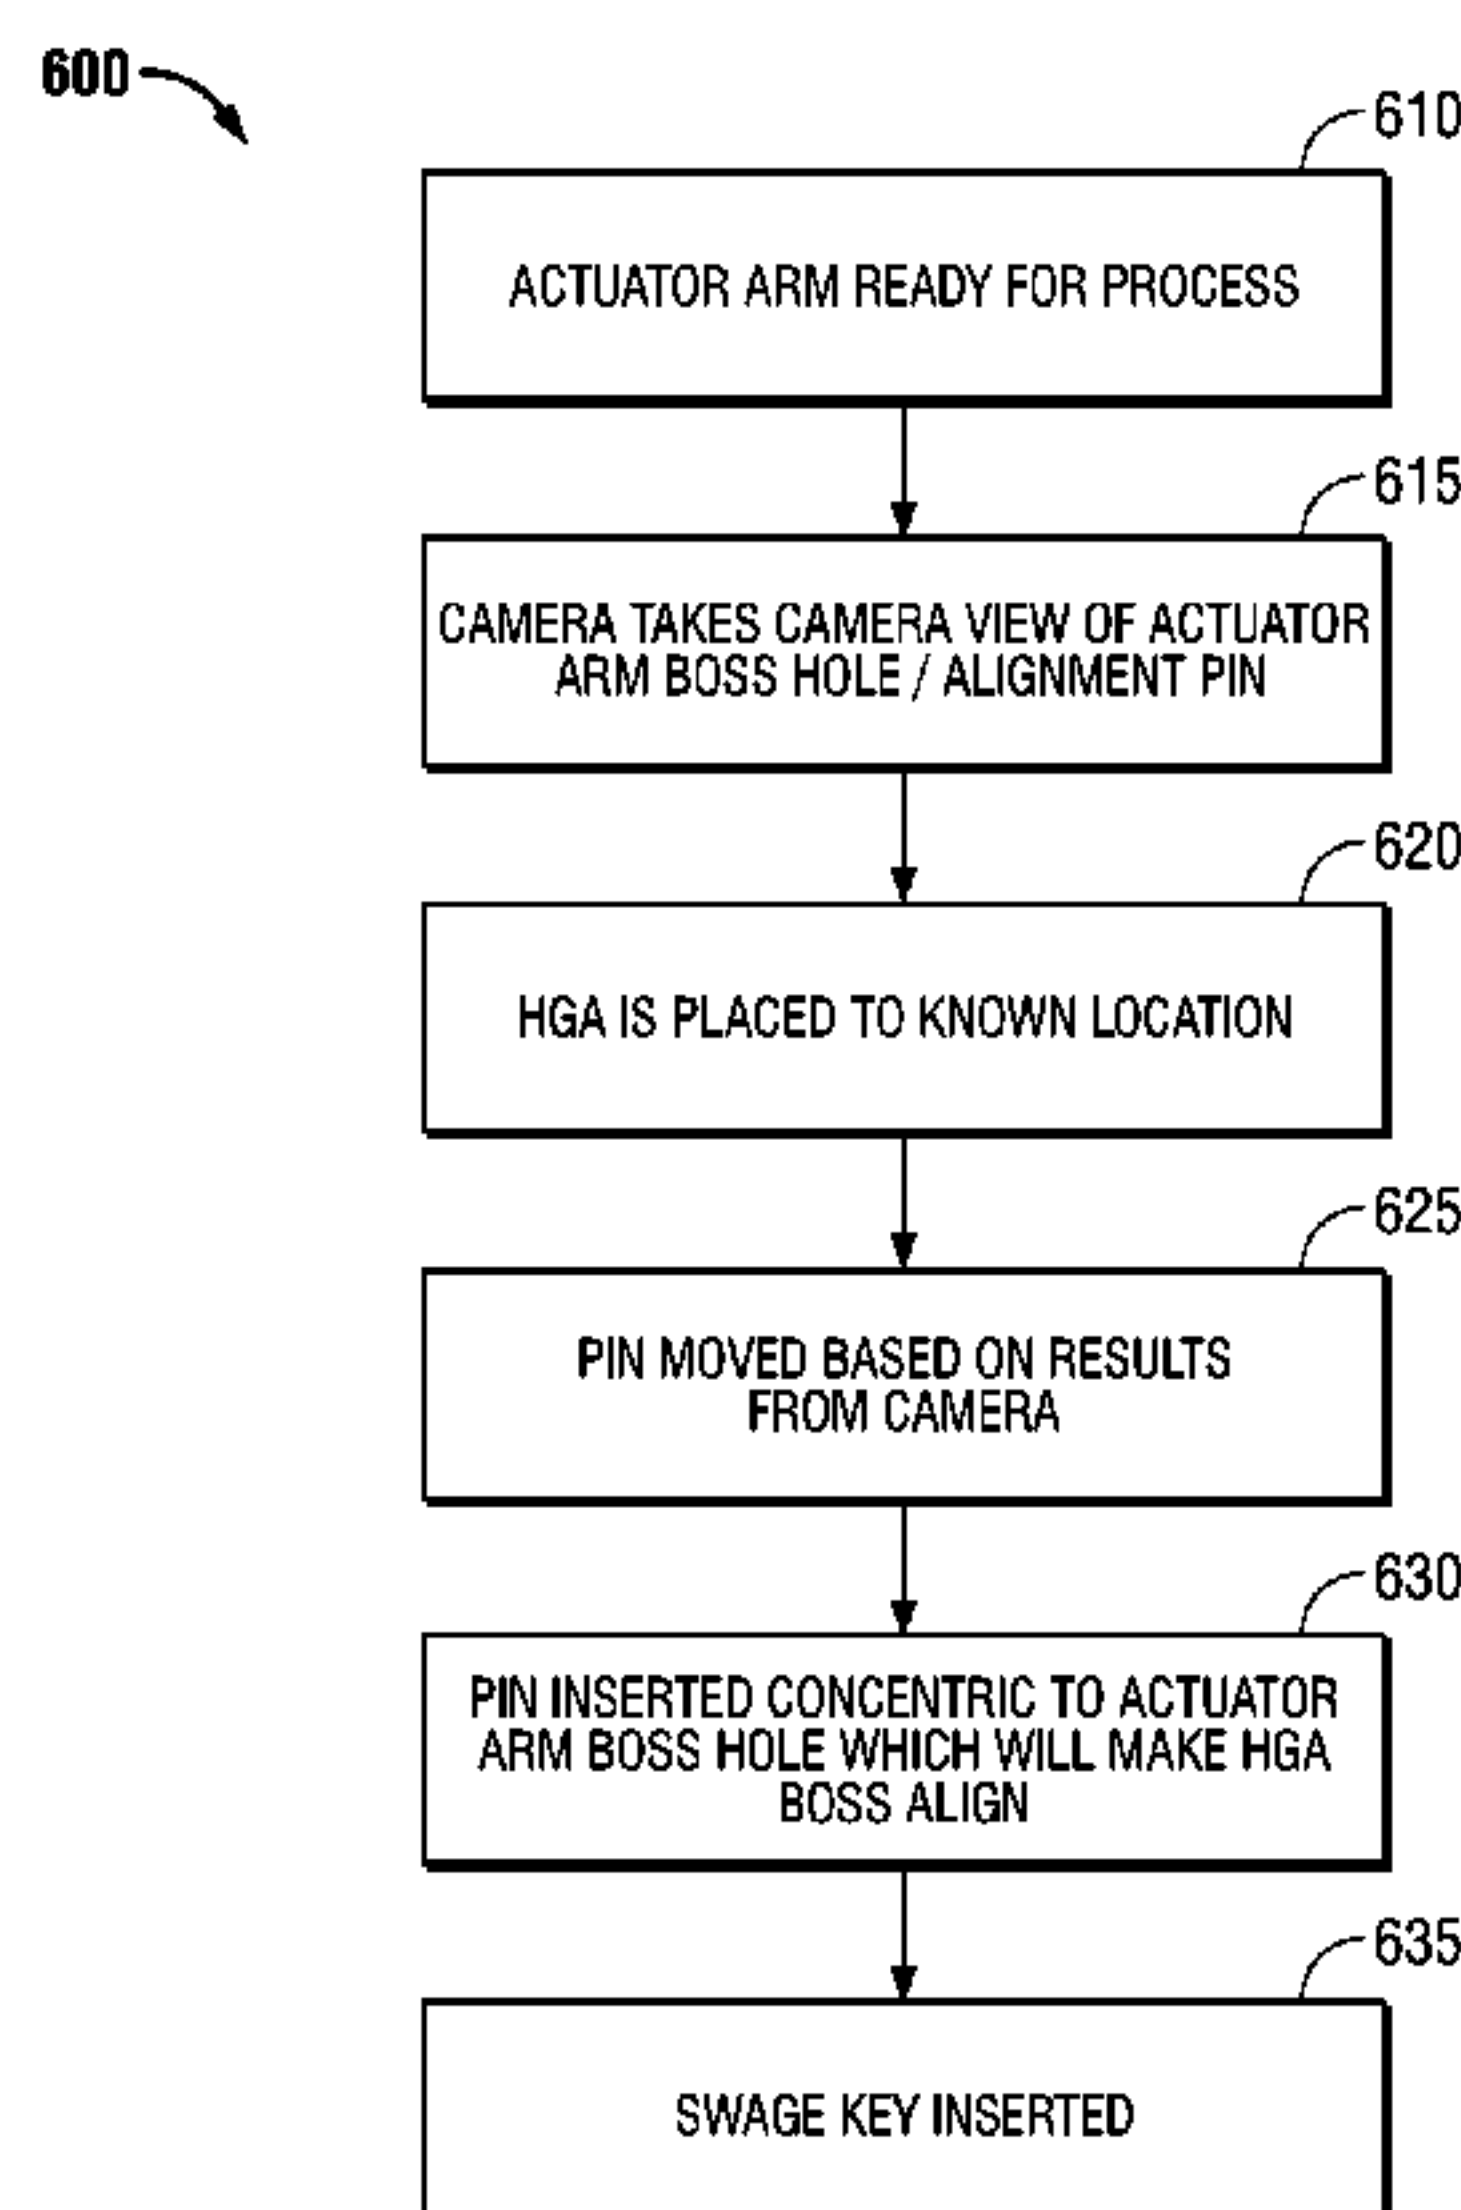 600
610
ACTUATOR ARM READY FOR PROCESS
615
CAMERA TAKES CAMERA VIEW OF ACTUATOR
ARM BOSS HOLE / ALIGNMENT PIN
620
HGA IS PLACED TO KNOWN LOCATION
625
PIN MOVED BASED ON RESULTS
FROM CAMERA
630
PIN INSERTED CONCENTRIC TO ACTUATOR
ARM BOSS HOLE WHICH WILL MAKE HGA
BOSS ALIGN
635
SWAGE KEY INSERTED